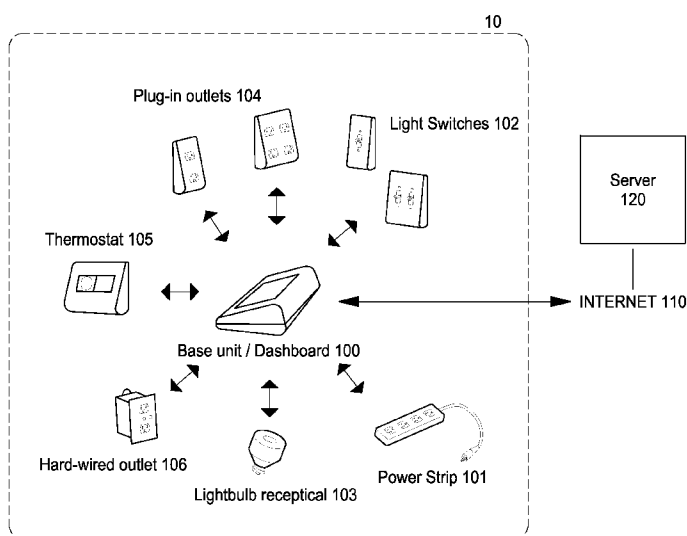 10
Plug-in outlets 104
Light Switches 102
Server
120
Thermostat 105
INTERNET 110
Base unit / Dashboard 100
Hard-wired outlet 106
Lightbulb receptical 103
Power Strip 101